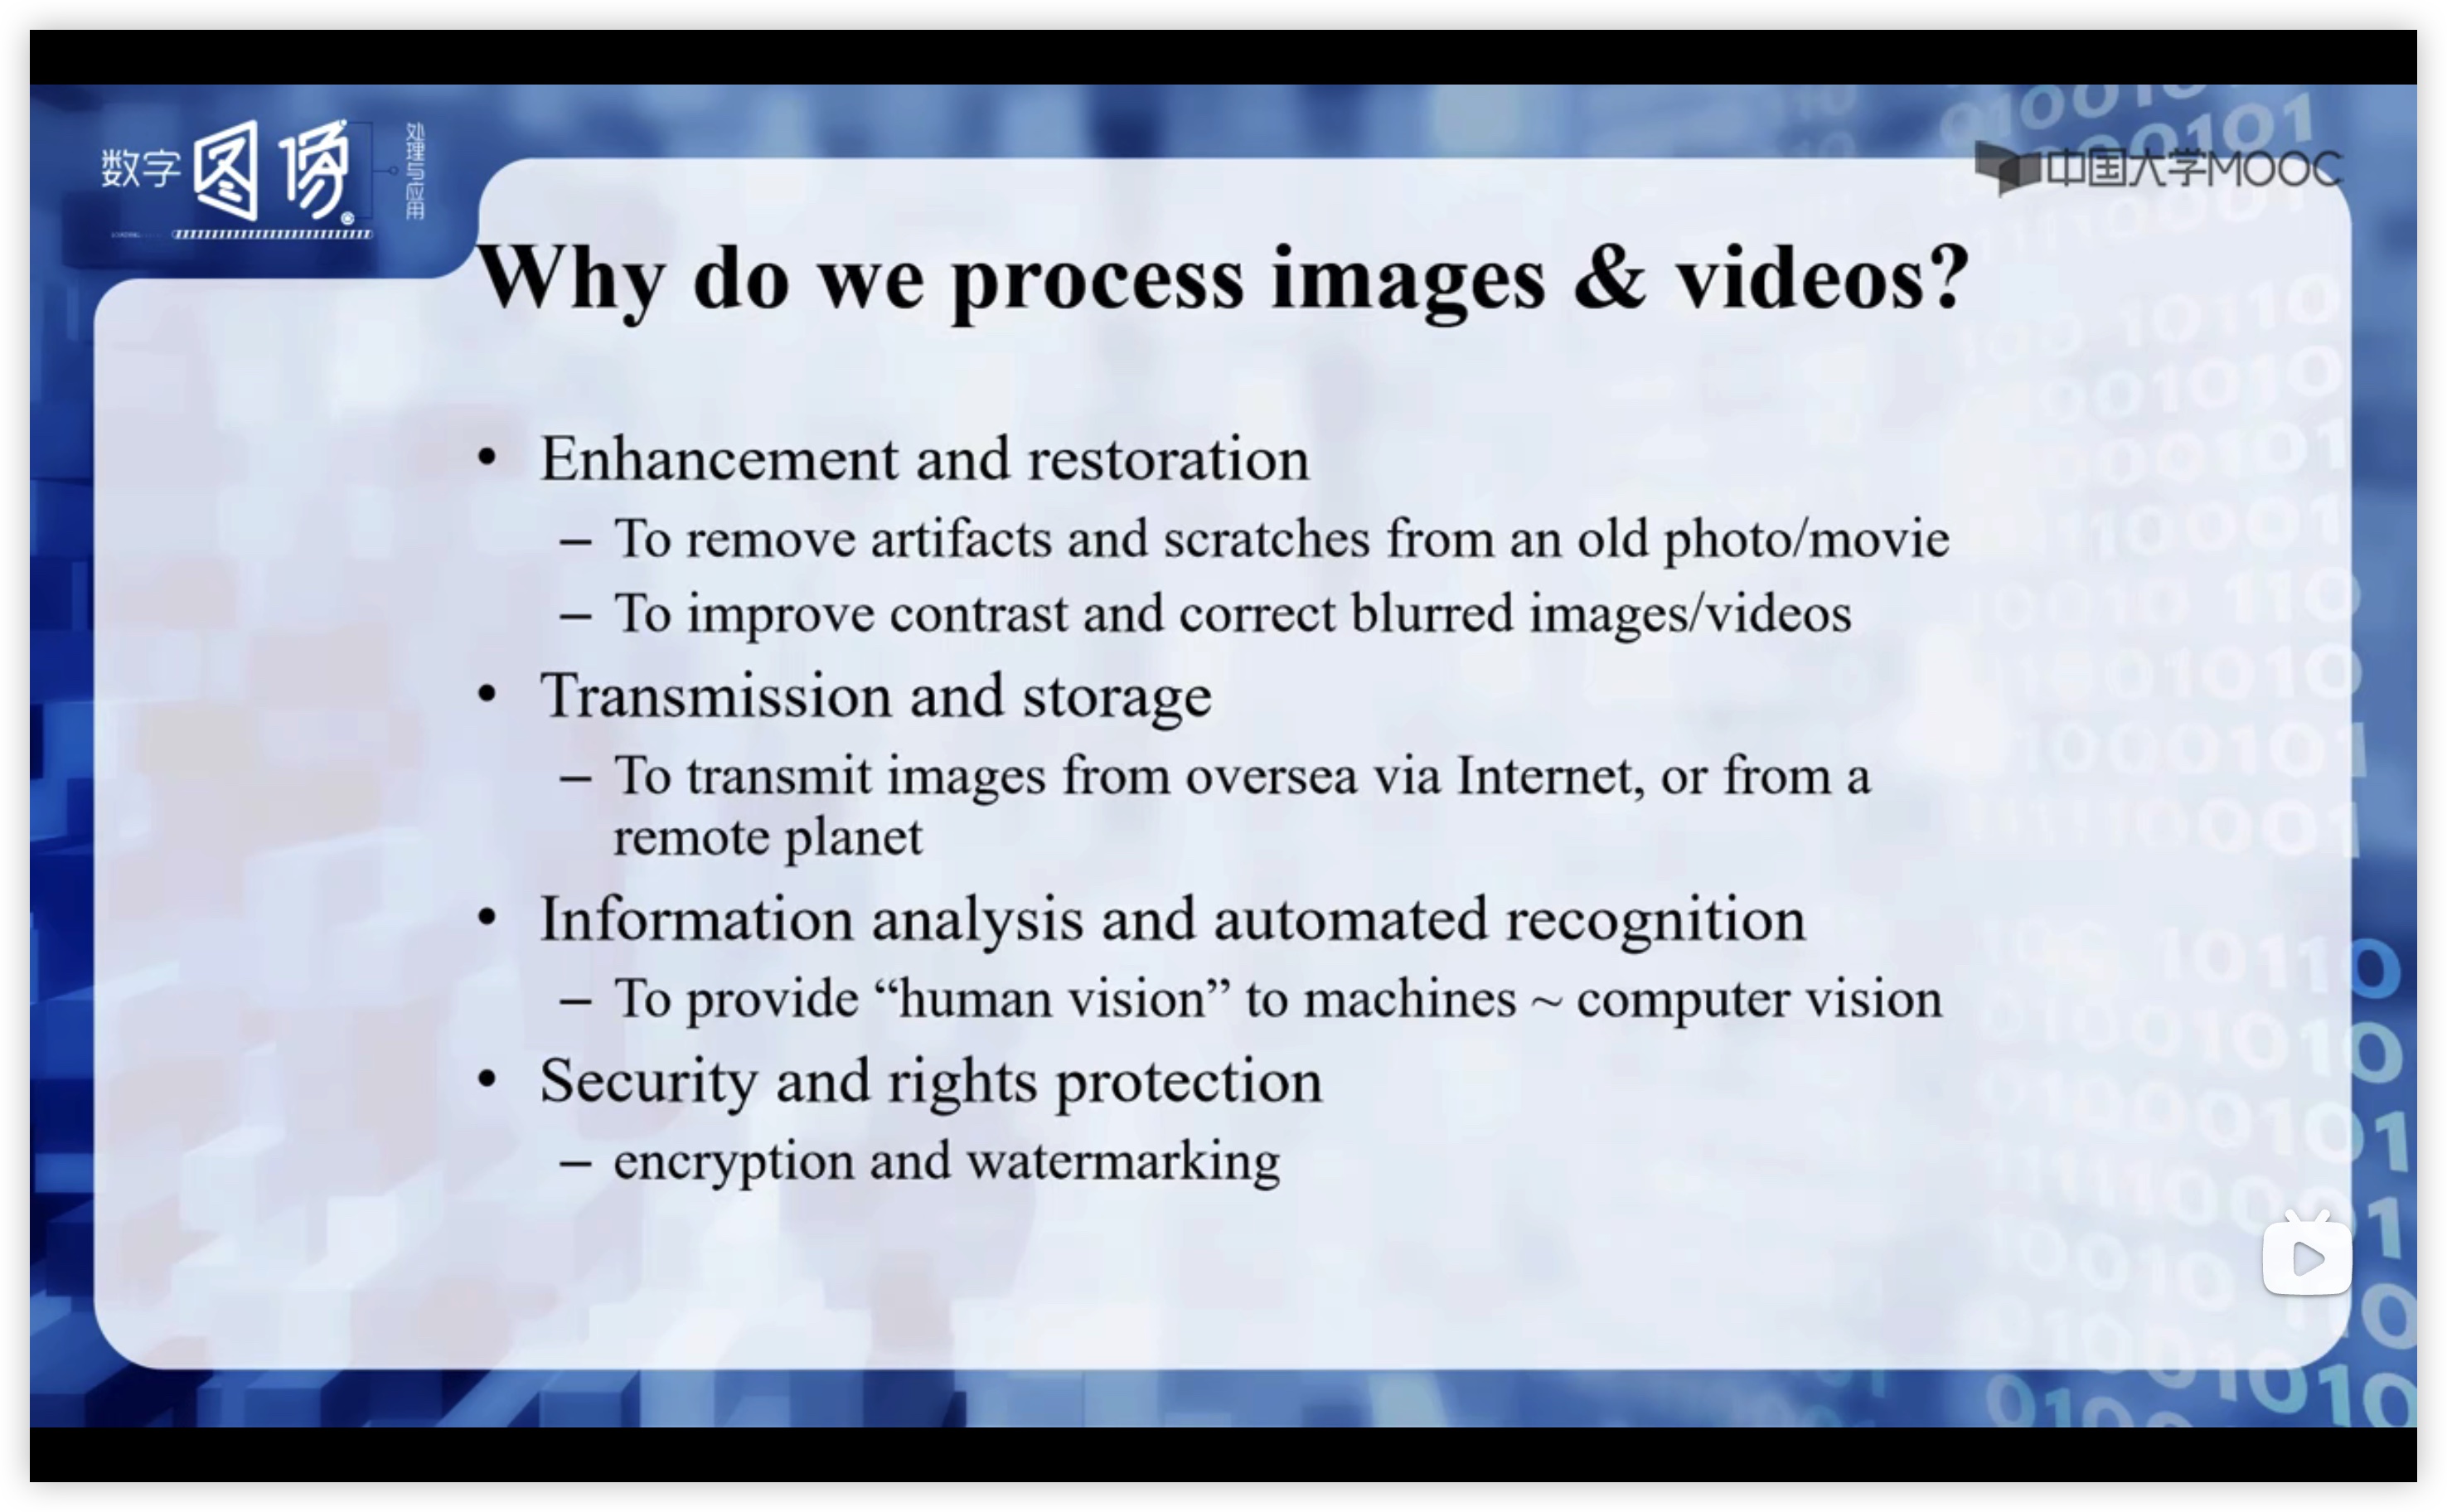 数字图像
处理与应用
中国大学MOOC
Why do we process images & videos?
• Enhancement and restoration
– To remove artifacts and scratches from an old photo/movie
– To improve contrast and correct blurred images/videos
• Transmission and storage
– To transmit images from oversea via Internet, or from a
remote planet
• Information analysis and automated recognition
– To provide “human vision” to machines ~ computer vision
• Security and rights protection
– encryption and watermarking